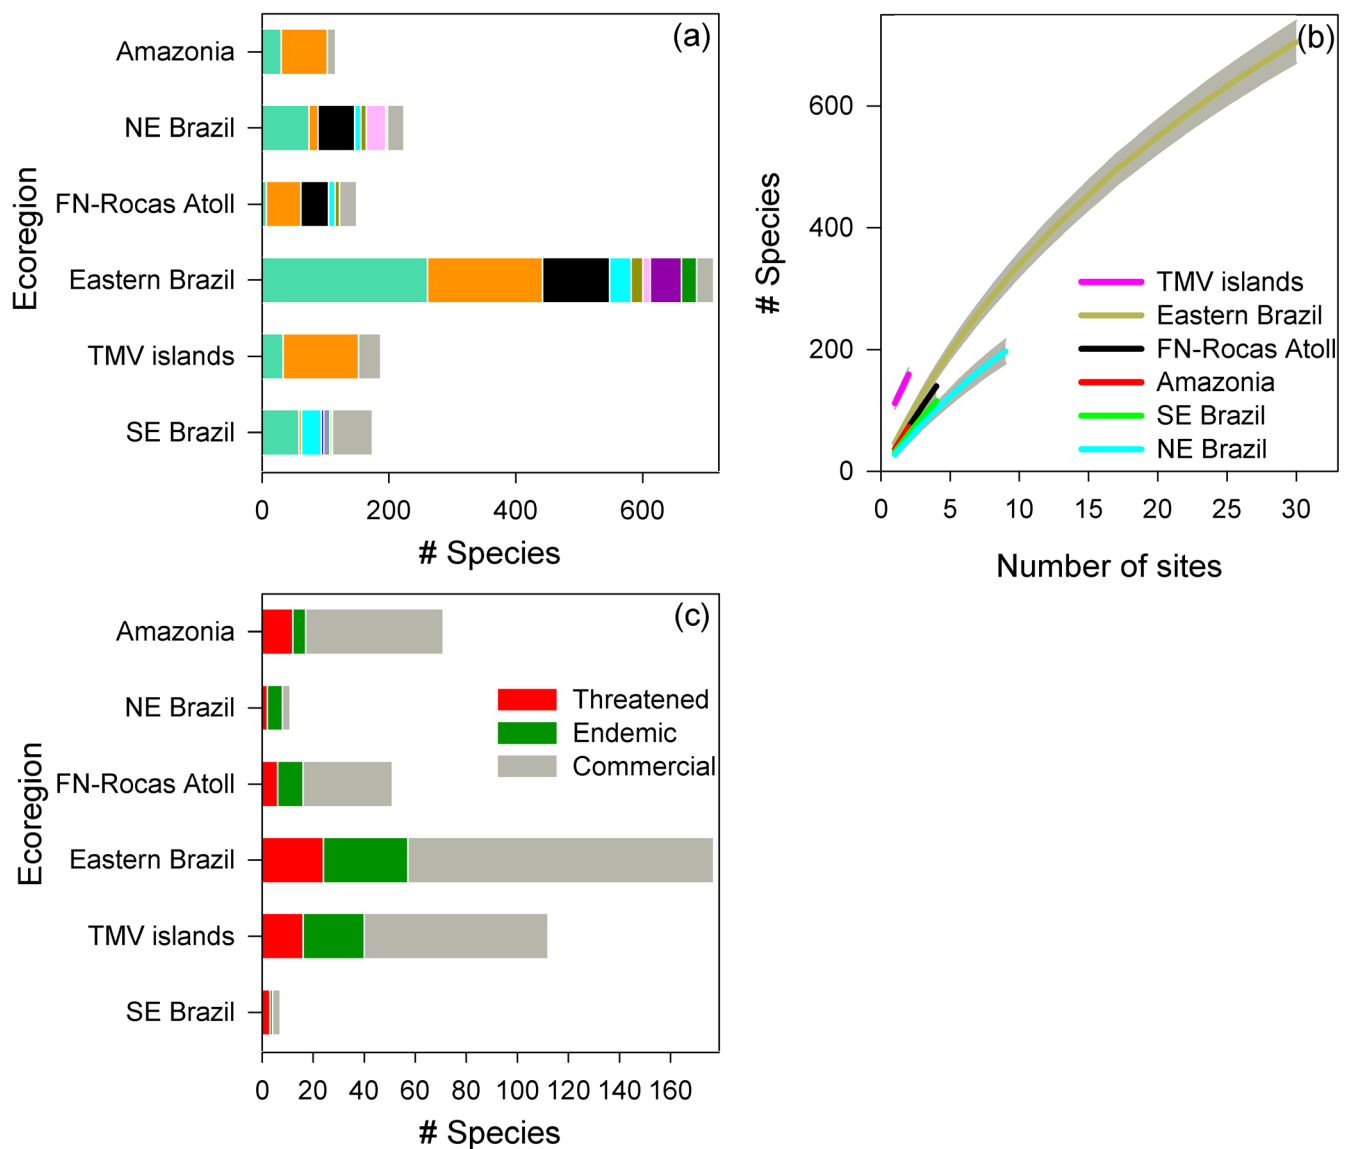 (a)
Amazonia
NE Brazil
FN-Rocas Atoll
Eastern Brazil
TMV islands
SE Brazil
Ecoregion
0 200 400 600
# Species
(b)
# Species
600
400
200
0
TMV islands
Eastern Brazil
FN-Rocas Atoll
Amazonia
SE Brazil
NE Brazil
0 5 10 15 20 25 30
Number of sites
(c)
Amazonia
NE Brazil
FN-Rocas Atoll
Eastern Brazil
TMV islands
SE Brazil
Ecoregion
Threatened
Endemic
Commercial
0 20 40 60 80 100 120 140 160
# Species